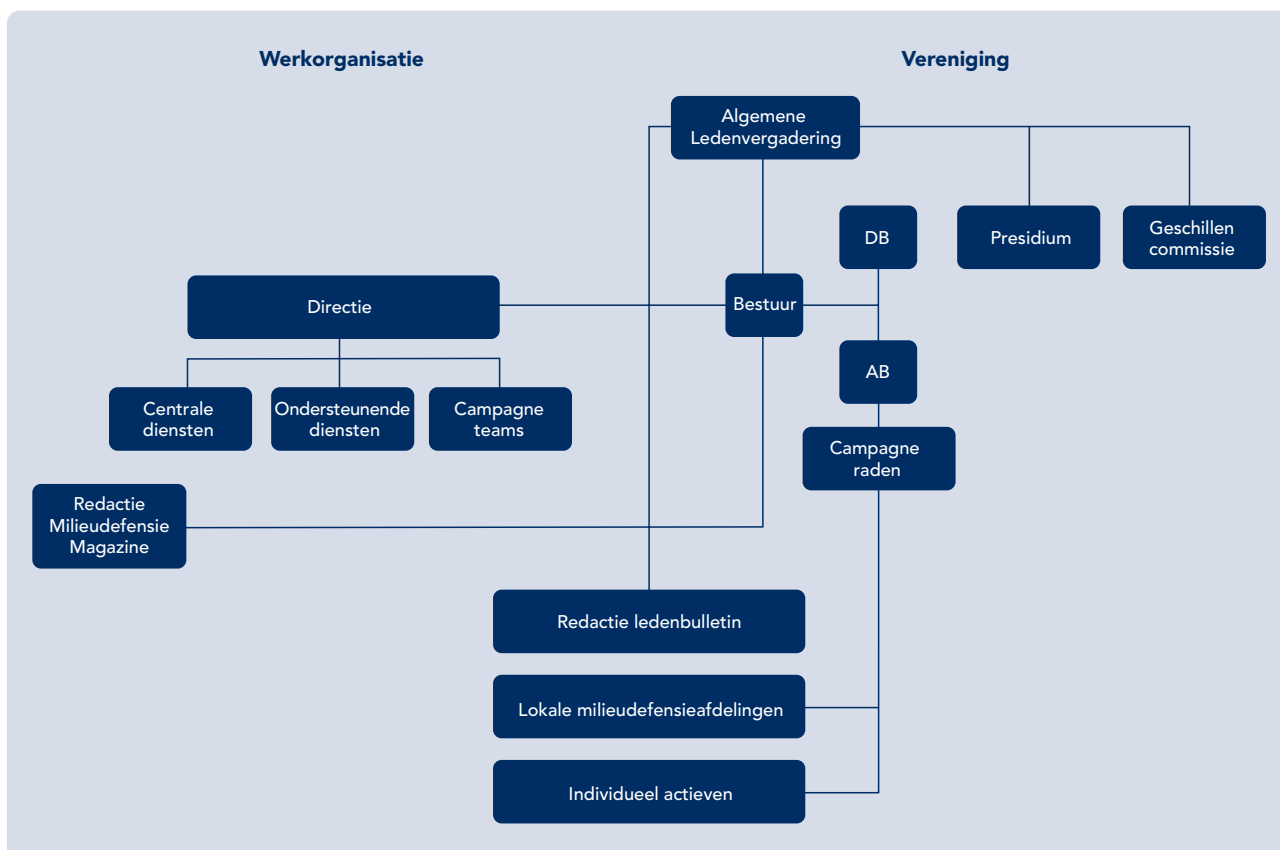 Werkorganisatie
Vereniging
Algemene
Ledenvergadering
DB
Presidium
Geschillen
commissie
Directie
Bestuur
AB
Centrale
diensten
Ondersteunende
diensten
Campagne
teams
Campagne
raden
Redactie
Milieudefensie
Magazine
Redactie ledenbulletin
Lokale milieudefensieafdelingen
Individueel actieven